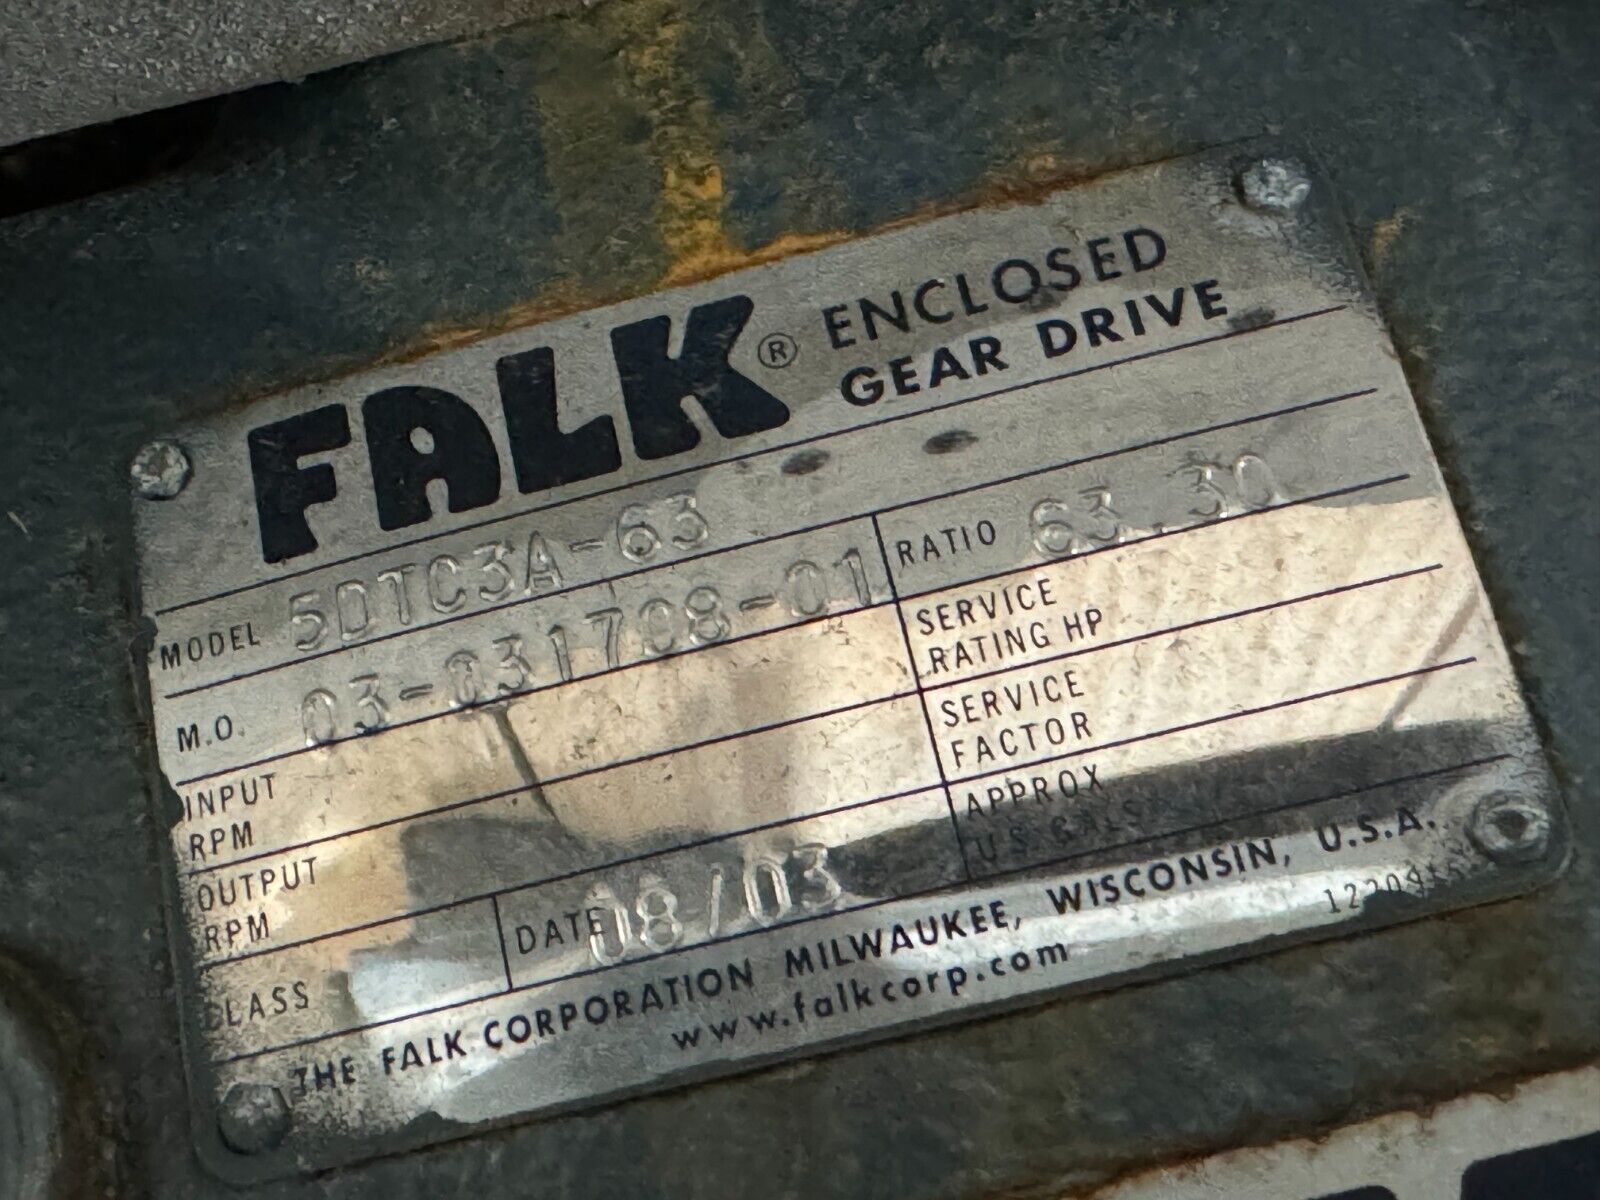 FALK® ENCLOSED
GEAR DRIVE
MODEL 5DTC3A-63 RATIO 63.30
M.O. 03-031708-01 SERVICE
RATING HP
INPUT
RPM
SERVICE
FACTOR
OUTPUT
RPM
APPROX
U.S. GALS
CLASS DATE 08/03
THE FALK CORPORATION MILWAUKEE, WISCONSIN, U.S.A.
www.falkcorp.com